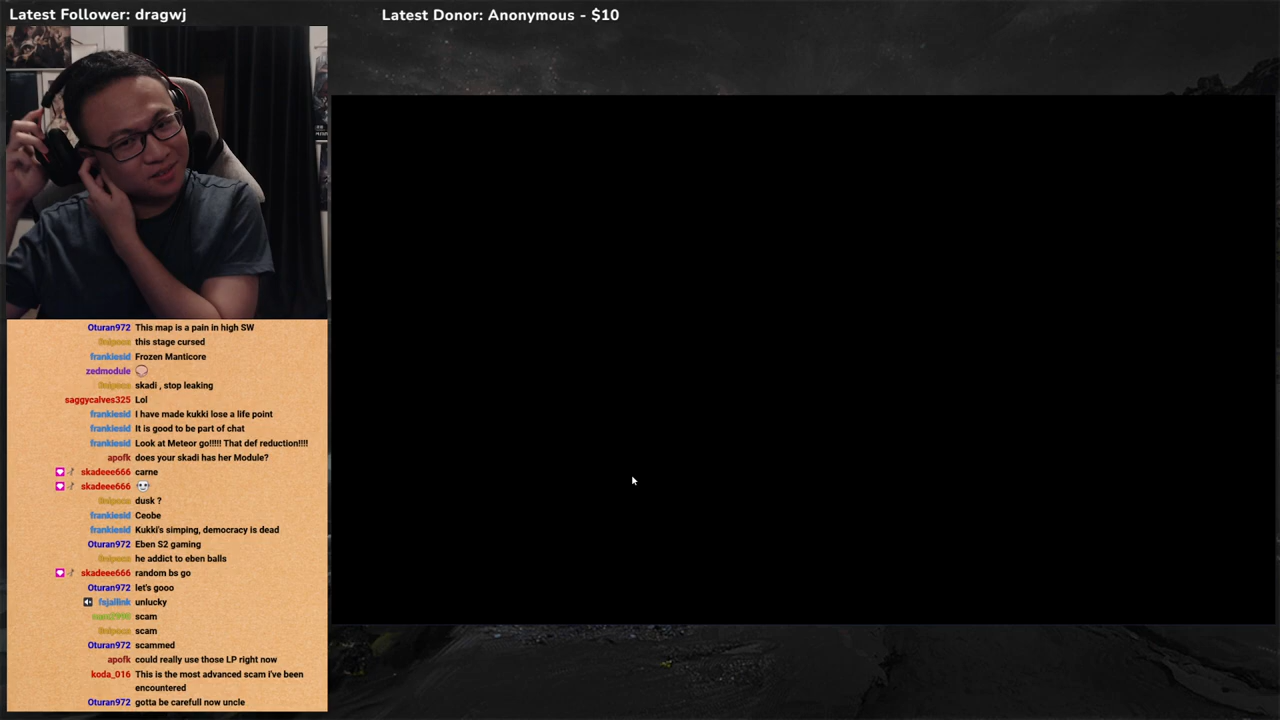 Latest Follower: dragwj
Latest Donor: Anonymous - $10
Oturan972 This map is a pain in high SW
this stage cursed
frankiesid Frozen Manticore
zedmodule
skadi , stop leaking
saggycalves325 Lol
frankiesid I have made kukki lose a life point
frankiesid It is good to be part of chat
frankiesid Look at Meteor go!!!!! That def reduction!!!!
apofk does your skadi has her Module?
skadeee666 carne
skadeee666
dusk ?
frankiesid Ceobe
frankiesid Kukki's simping, democracy is dead
Oturan972 Eben S2 gaming
he addict to eben balls
skadeee666 random bs go
Oturan972 let's gooo
fsjallink unlucky
scam
scam
Oturan972 scammed
apofk could really use those LP right now
koda_016 This is the most advanced scam i've been
encountered
Oturan972 gotta be carefull now uncle